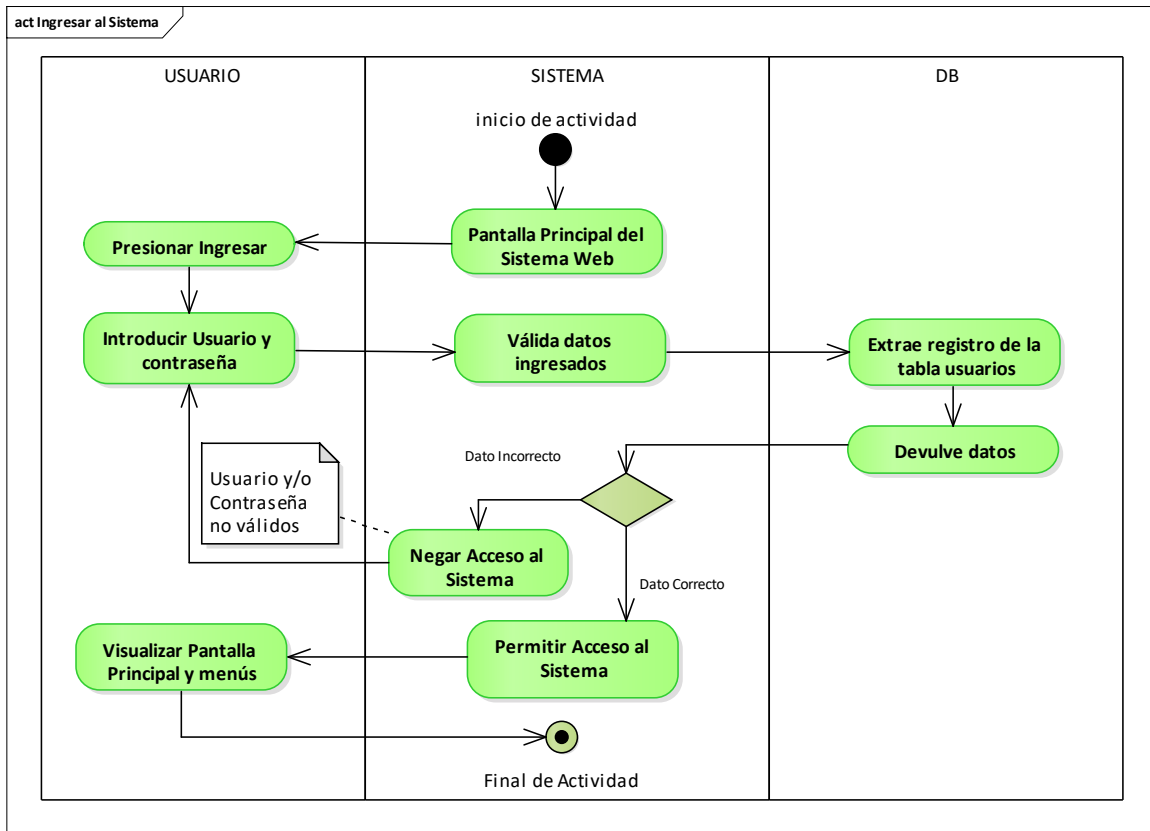 act Ingresar al Sistema
USUARIO
SISTEMA
DB
inicio de actividad
Presionar Ingresar
Pantalla Principal del
Sistema Web
Introducir Usuario y
contraseña
Válida datos
ingresados
Extrae registro de la
tabla usuarios
Devulve datos
Dato Incorrecto
Usuario y/o
Contraseña
no válidos
Negar Acceso al
Sistema
Dato Correcto
Visualizar Pantalla
Principal y menús
Permitir Acceso al
Sistema
Final de Actividad